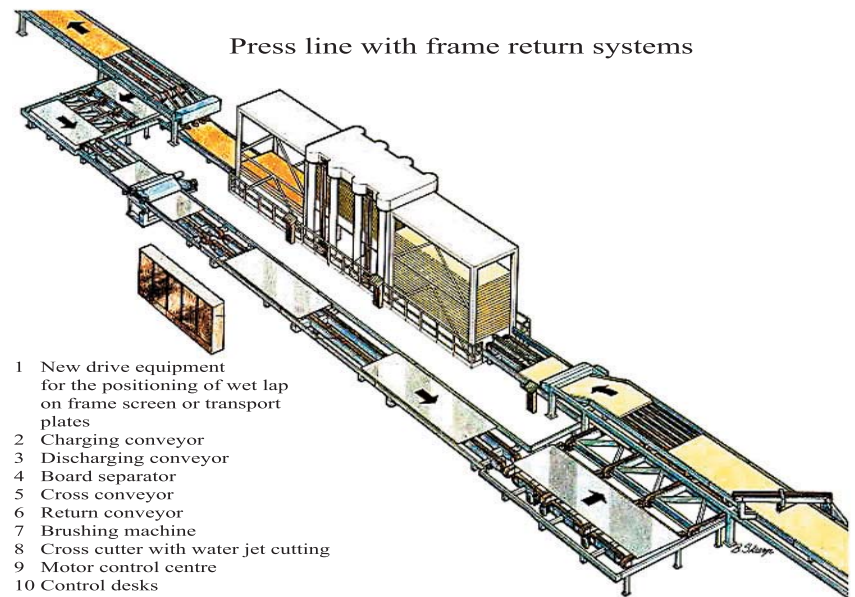 Press line with frame return systems
1 New drive equipment
for the positioning of wet lap
on frame screen or transport
plates
2 Charging conveyor
3 Discharging conveyor
4 Board separator
5 Cross conveyor
6 Return conveyor
7 Brushing machine
8 Cross cutter with water jet cutting
9 Motor control centre
10 Control desks